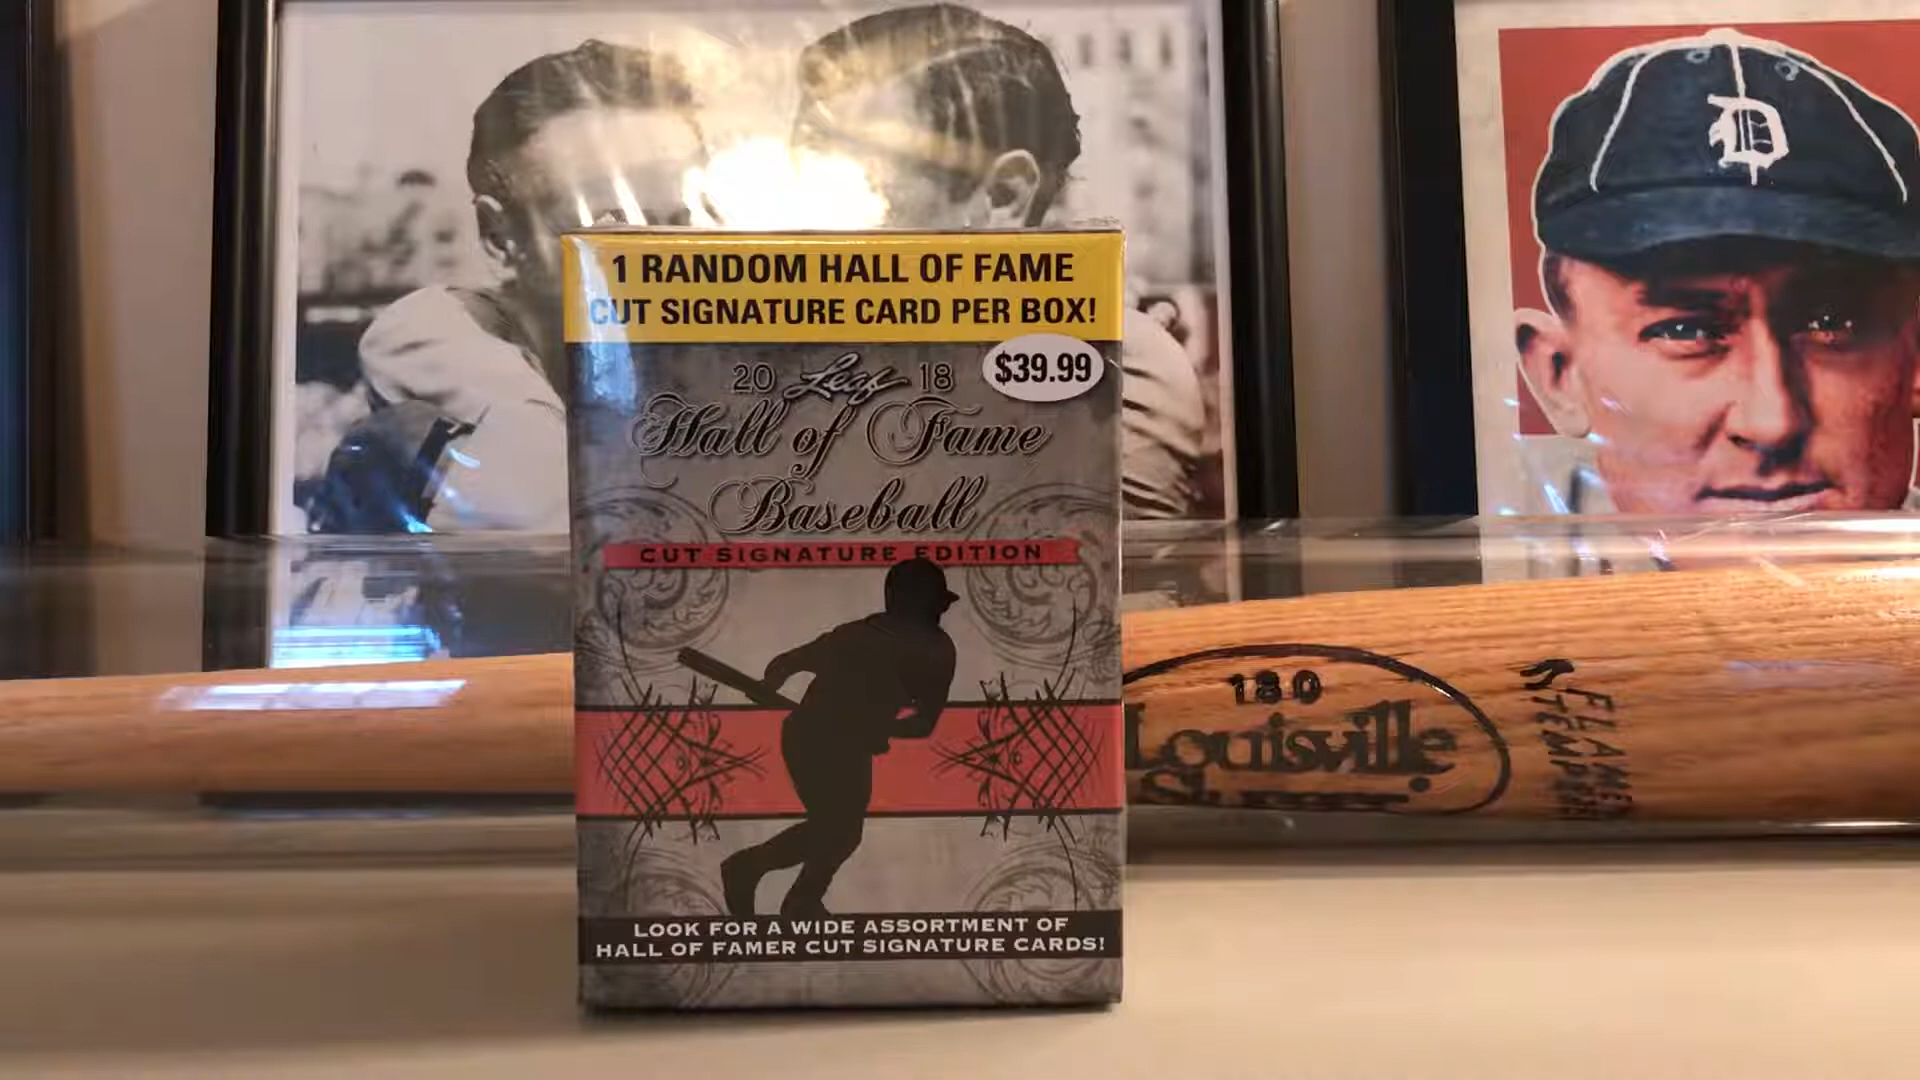 1 RANDOM HALL OF FAME
CUT SIGNATURE CARD PER BOX!
$39.99
20 Leaf 18
Hall of Fame
Baseball
CUT SIGNATURE EDITION
LOOK FOR A WIDE ASSORTMENT OF
HALL OF FAMER CUT SIGNATURE CARDS!
D
180
Louisville